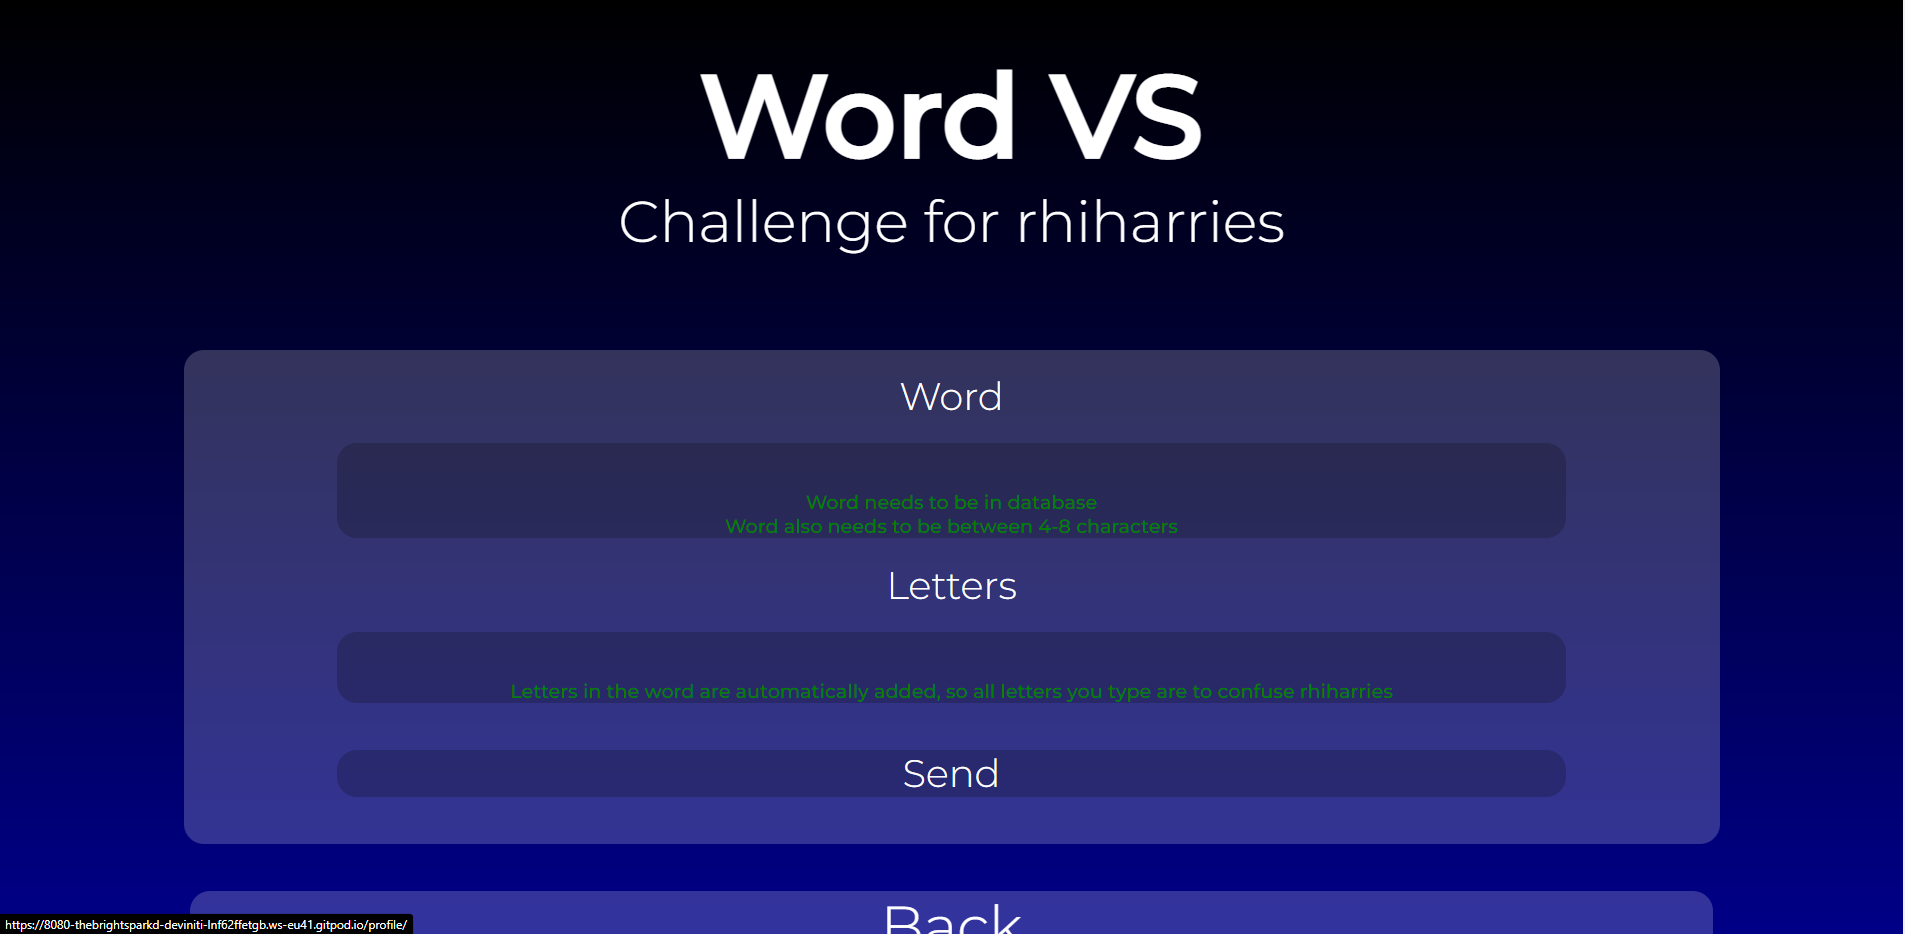 Word VS
Challenge for rhiharries
Word
Word needs to be in database
Word also needs to be between 4-8 characters
Letters
Letters in the word are automatically added, so all letters you type are to confuse rhiharries
Send
Back
https://8080-thebrightsparkd-deviniti-lnf62ffetgb.ws-eu41.gitpod.io/profile/